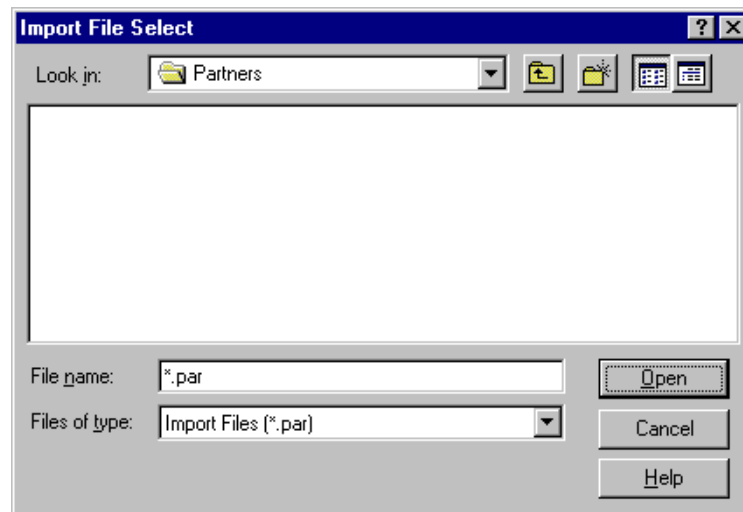 Import File Select
Look in: Partners
File name: *.par
Open
Files of type: Import Files (*.par)
Cancel
Help